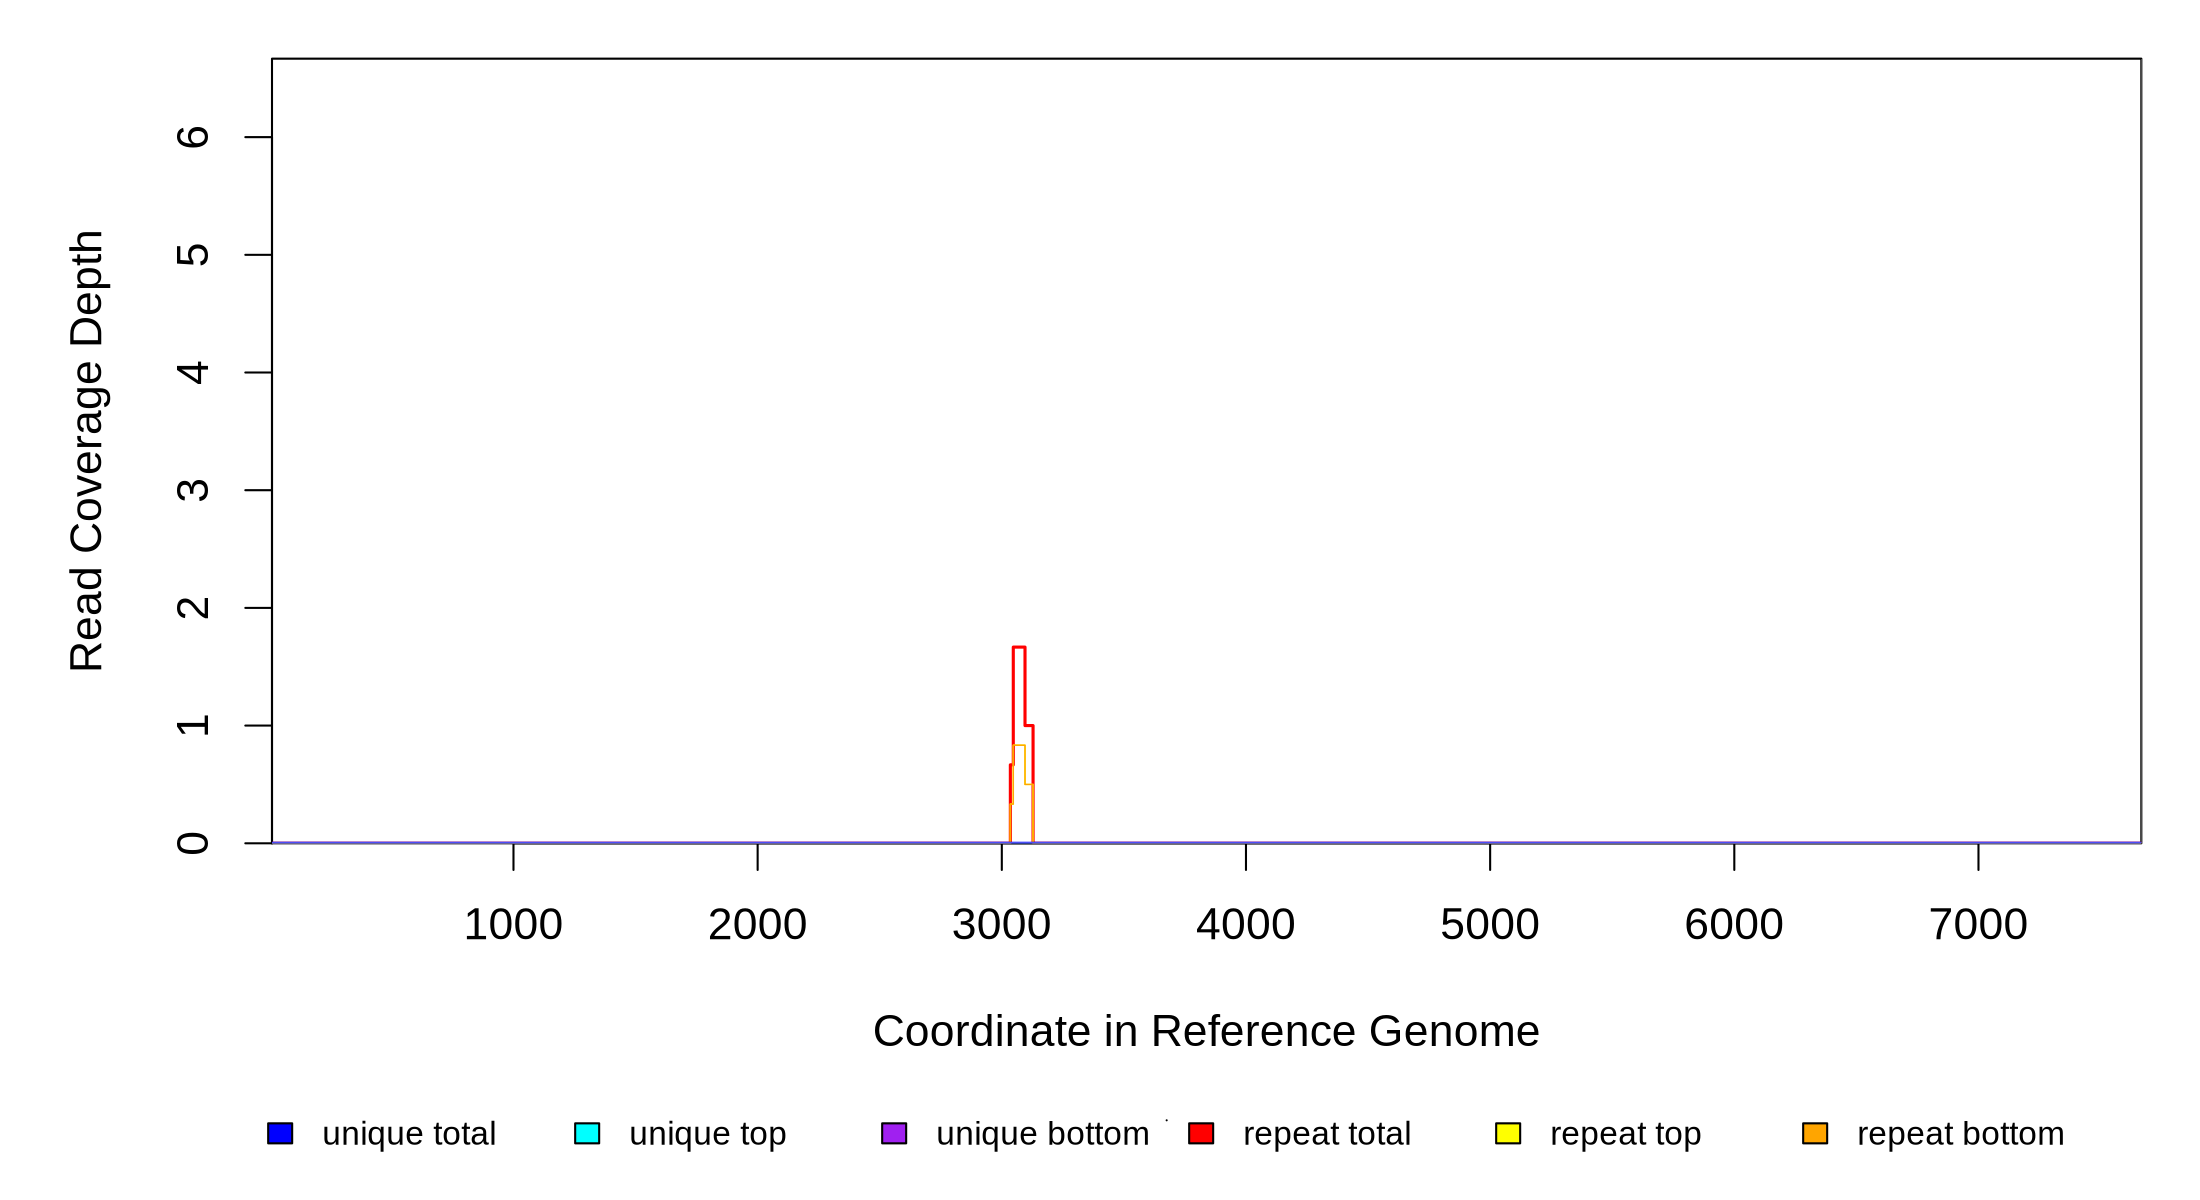 Read Coverage Depth
6
5
4
3
2
1
0
1000 2000 3000 4000 5000 6000 7000
Coordinate in Reference Genome
unique total unique top unique bottom repeat total repeat top repeat bottom